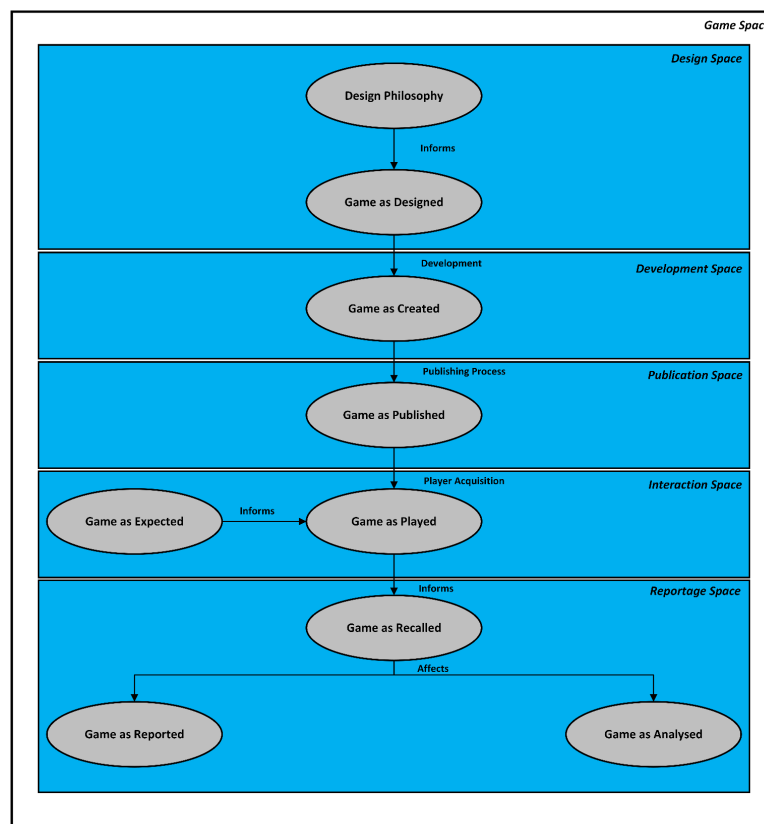 Game Spac
Design Space
Design Philosophy
Informs
Game as Designed
Development
Development Space
Game as Created
Publishing Process
Publication Space
Game as Published
Player Acquisition
Interaction Space
Game as Expected
Informs
Game as Played
Informs
Reportage Space
Game as Recalled
Affects
Game as Reported
Game as Analysed